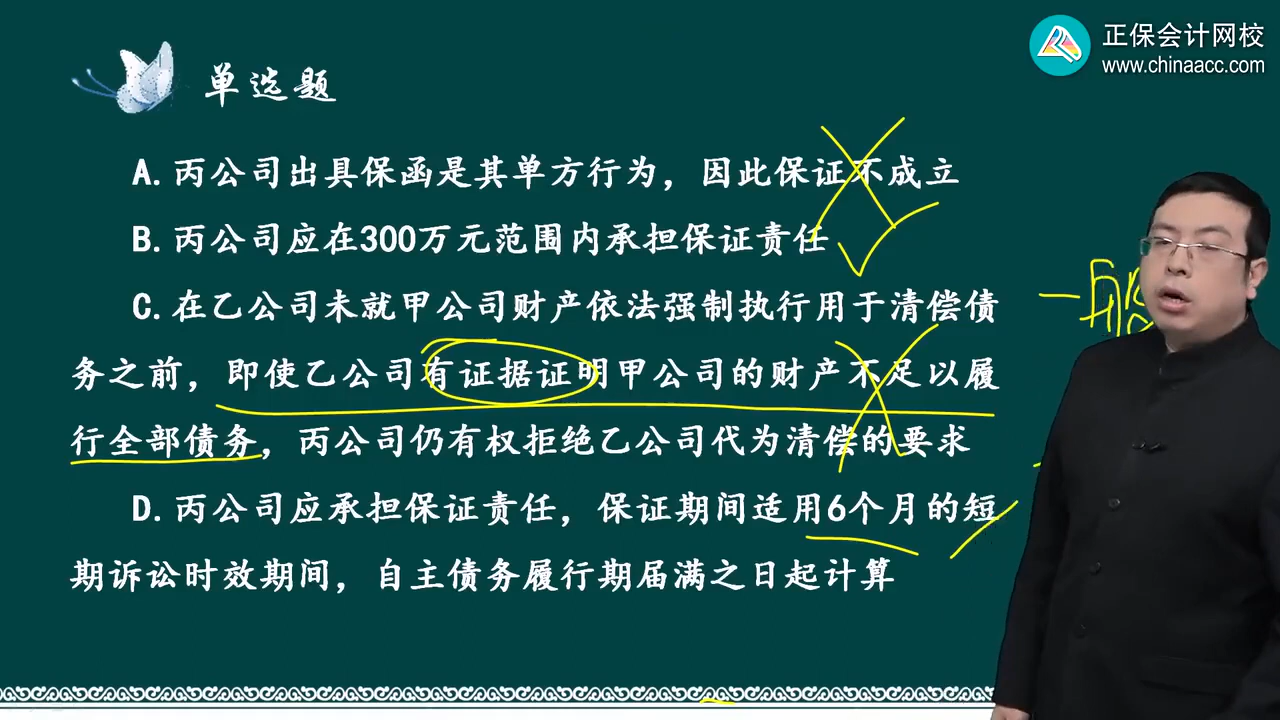 正保会计网校
www.chinaacc.com
单选题
A.丙公司出具保函是其单方行为，因此保证不成立
B.丙公司应在300万元范围内承担保证责任
C.在乙公司未就甲公司财产依法强制执行用于清偿债
务之前，即使乙公司有证据证明甲公司的财产不足以履
行全部债务，丙公司仍有权拒绝乙公司代为清偿的要求
D.丙公司应承担保证责任，保证期间适用6个月的短
期诉讼时效期间，自主债务履行期届满之日起计算
一般